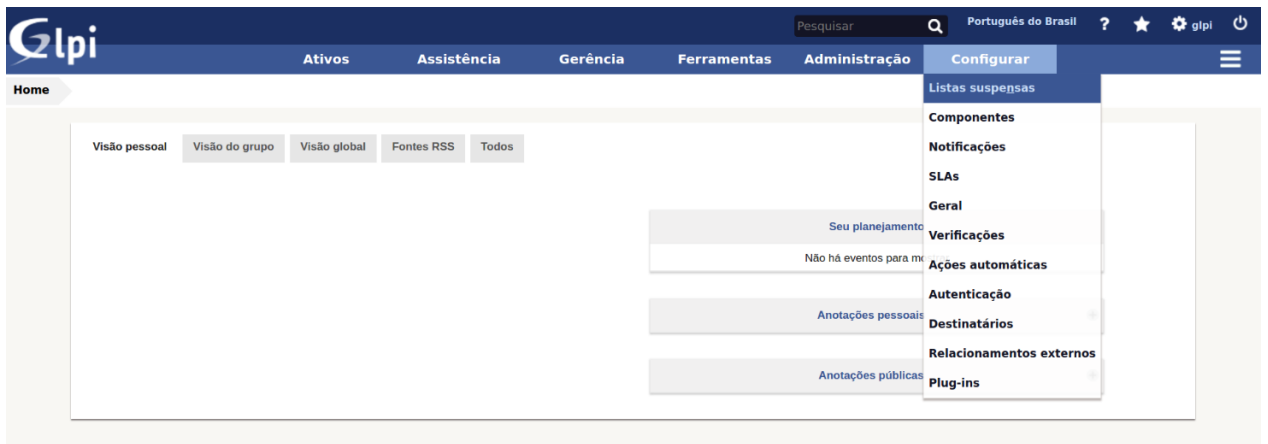 Glpi
Pesquisar Português do Brasil ? glpi
Ativos Assistência Gerência Ferramentas Administração Configurar
Home
Listas suspensas
Componentes
Notificações
SLAs
Geral
Verificações
Ações automáticas
Autenticação
Destinatários
Relacionamentos externos
Plug-ins
Visão pessoal Visão do grupo Visão global Fontes RSS Todos
Seu planejamento
Não há eventos para
Anotações pessoais
Anotações públicas